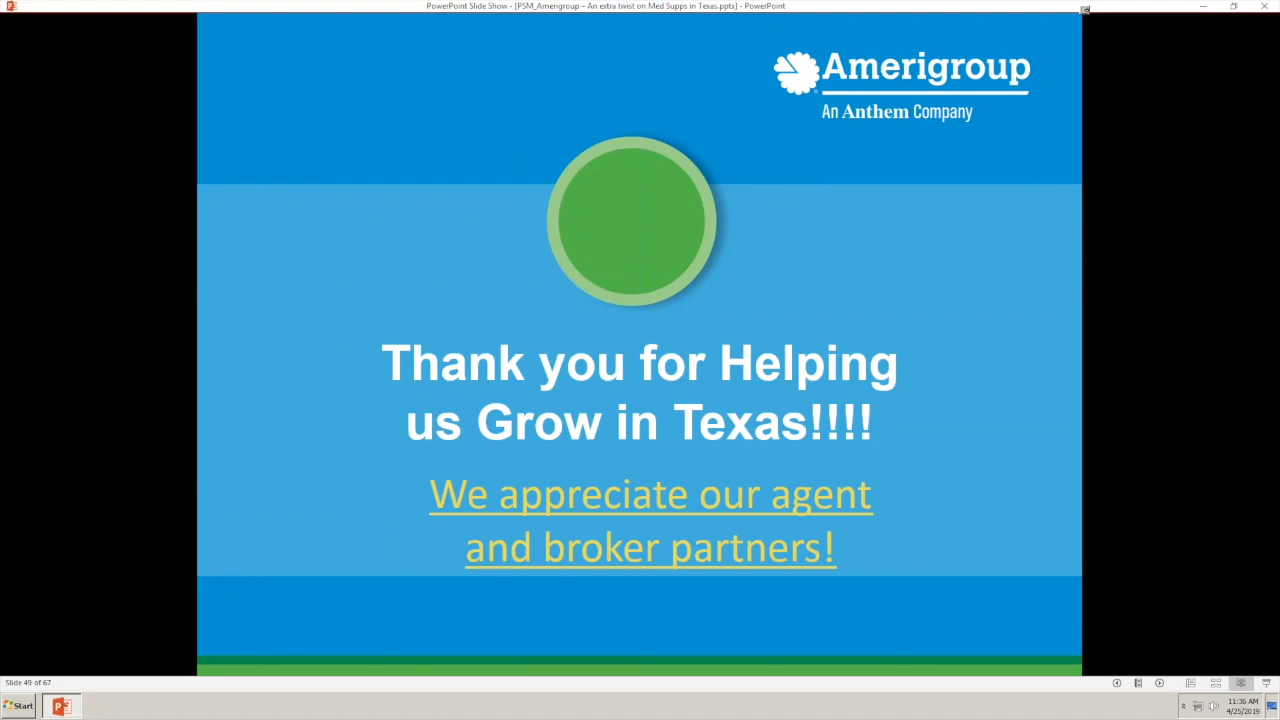 PowerPoint Slide Show - [PSM_Amerigroup – An extra twist on Med Supps in Texas.pptx] - PowerPoint
Amerigroup
An Anthem Company
Thank you for Helping
us Grow in Texas!!!!
We appreciate our agent
and broker partners!
Slide 49 of 67
Start
11:36 AM
4/25/2019